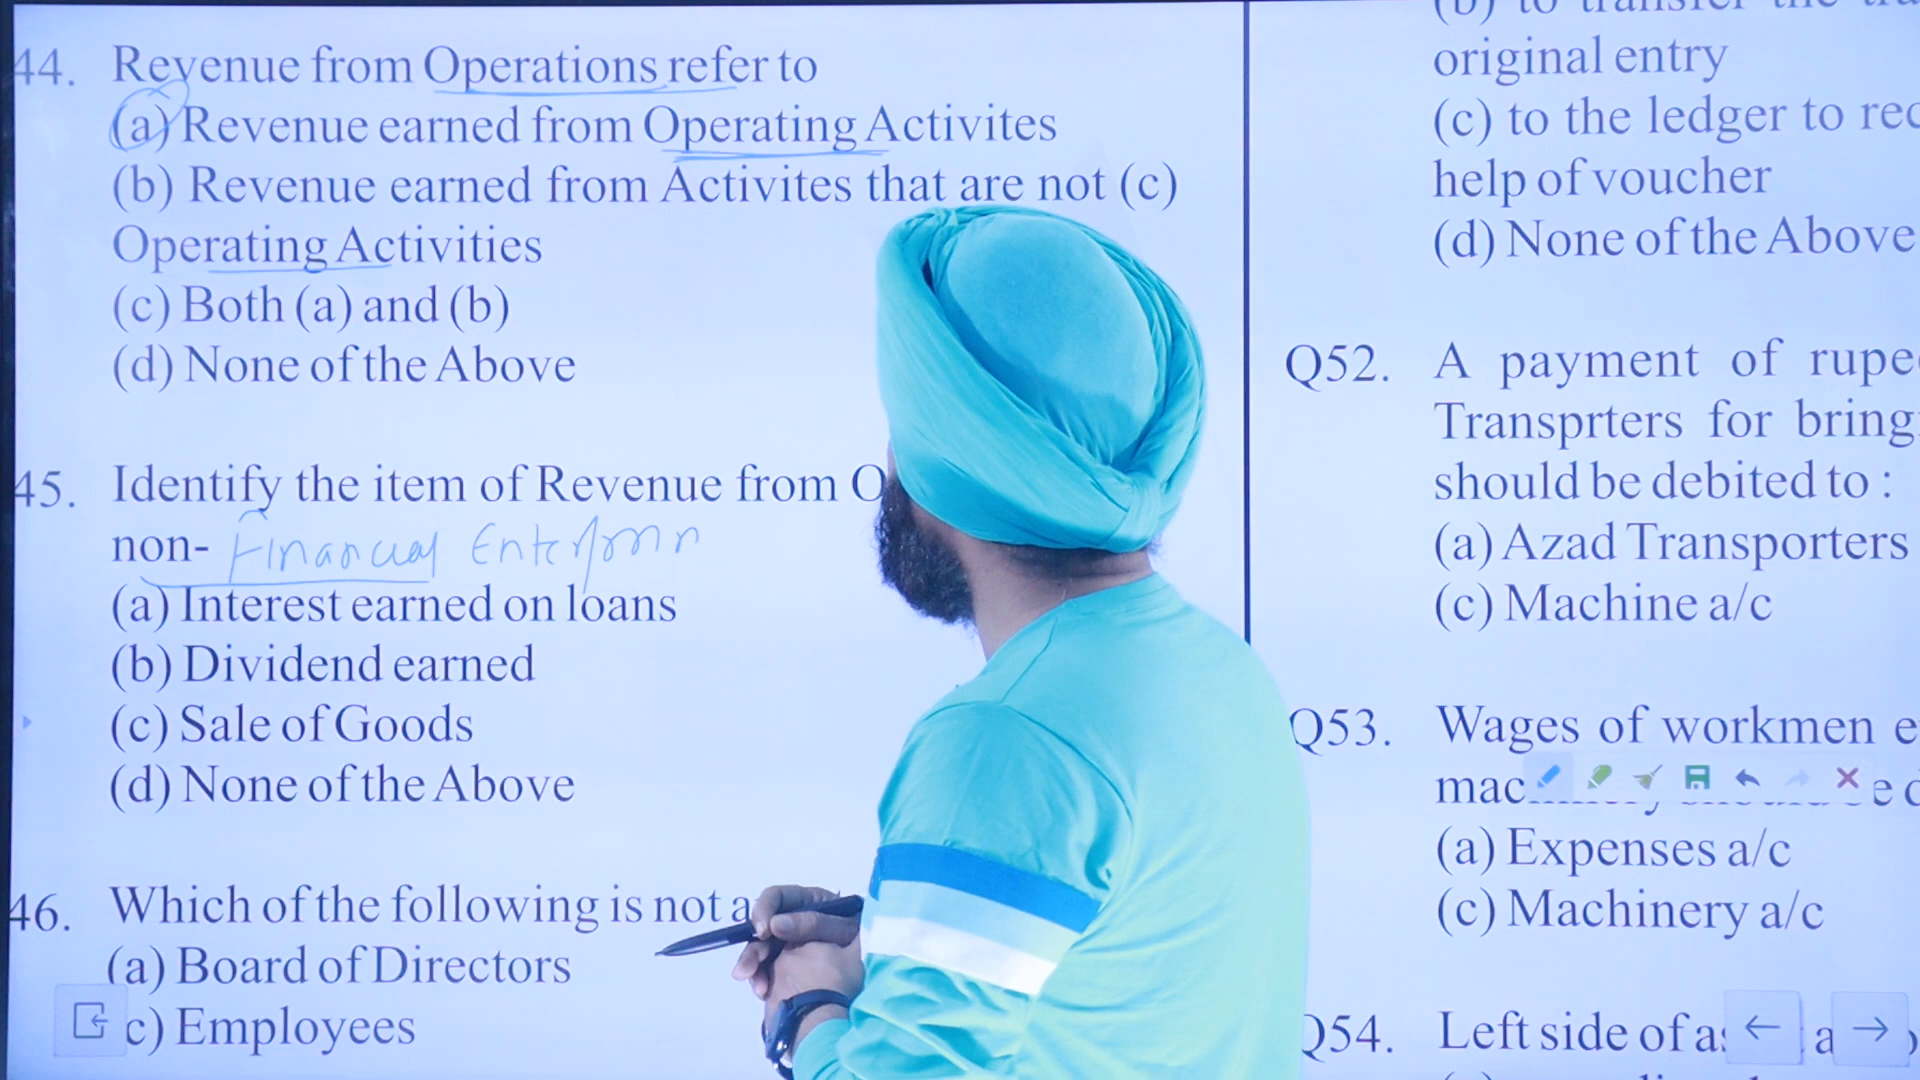 44. Revenue from Operations refer to
(a) Revenue earned from Operating Activites
(b) Revenue earned from Activites that are not (c)
Operating Activities
(c) Both (a) and (b)
(d) None of the Above
45. Identify the item of Revenue from O
non- Financial
(a) Interest earned on loans
(b) Dividend earned
(c) Sale of Goods
(d) None of the Above
46. Which of the following is not a
(a) Board of Directors
c) Employees
(b) to transfer the
original entry
(c) to the ledger to rec
help of voucher
(d) None of the Above
Q52. A payment of rupe
Transprters for bring
should be debited to :
(a) Azad Transporters
(c) Machine a/c
Q53. Wages of workmen e
mac
(a) Expenses a/c
(c) Machinery a/c
Q54. Left side of a